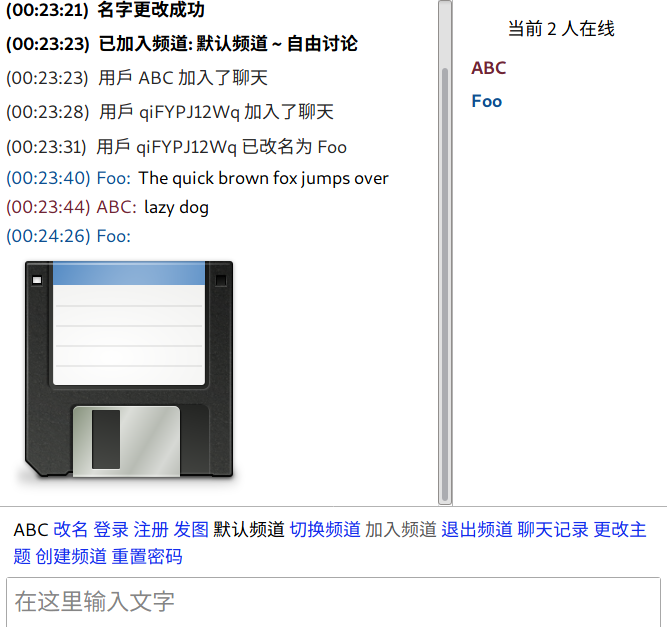 (00:23:21) 名字更改成功
(00:23:23) 已加入频道: 默认频道 ~ 自由讨论
(00:23:23) 用戶 ABC 加入了聊天
(00:23:28) 用戶 qiFYPJ12Wq 加入了聊天
(00:23:31) 用戶 qiFYPJ12Wq 已改名为 Foo
(00:23:40) Foo: The quick brown fox jumps over
(00:23:44) ABC: lazy dog
(00:24:26) Foo:
当前 2 人在线
ABC
Foo
ABC 改名 登录 注册 发图 默认频道 切换频道 加入频道 退出频道 聊天记录 更改主
题 创建频道 重置密码
在这里输入文字